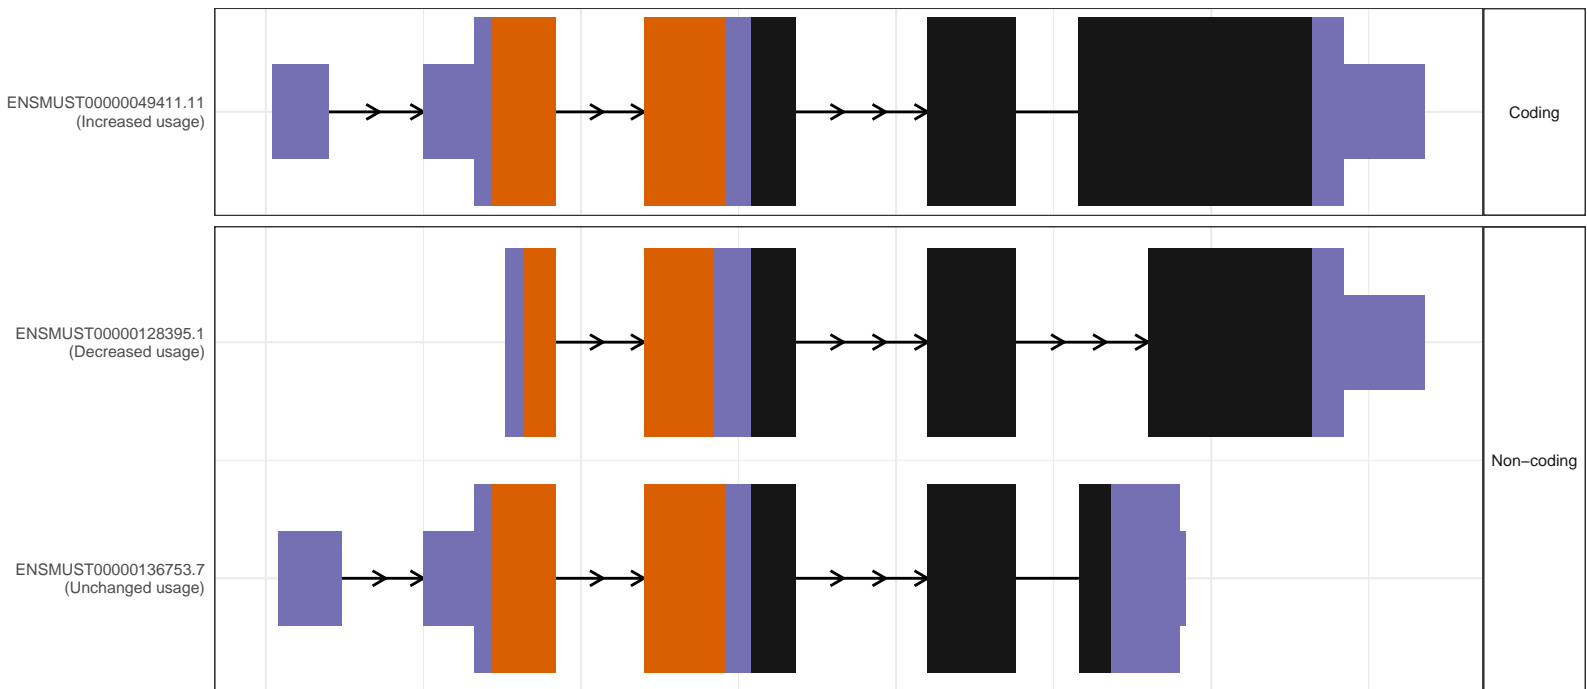 ENSMUST00000049411.11
(Increased usage)
Coding
ENSMUST00000128395.1
(Decreased usage)
Non−coding
ENSMUST00000136753.7
(Unchanged usage)